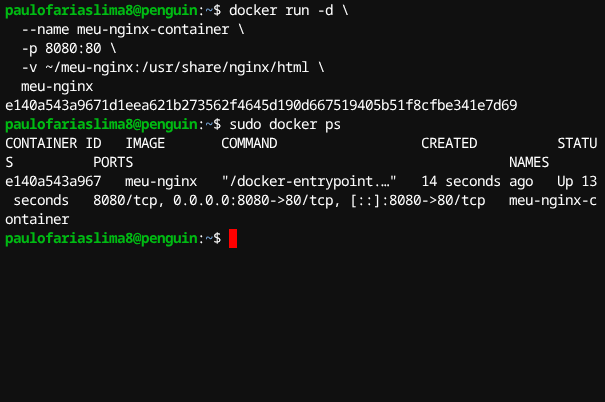 paulofariaslima8@penguin:~$ docker run -d \
  --name meu-nginx-container \
  -p 8080:80 \
  -v ~/meu-nginx:/usr/share/nginx/html \
  meu-nginx
e140a543a9671d1eea621b273562f4645d190d667519405b51f8cfbe341e7d69
paulofariaslima8@penguin:~$ sudo docker ps
CONTAINER ID   IMAGE       COMMAND                  CREATED          STATU
S          PORTS                                               NAMES
e140a543a967   meu-nginx   "/docker-entrypoint.…"   14 seconds ago   Up 13
 seconds   8080/tcp, 0.0.0.0:8080->80/tcp, [::]:8080->80/tcp   meu-nginx-c
ontainer
paulofariaslima8@penguin:~$